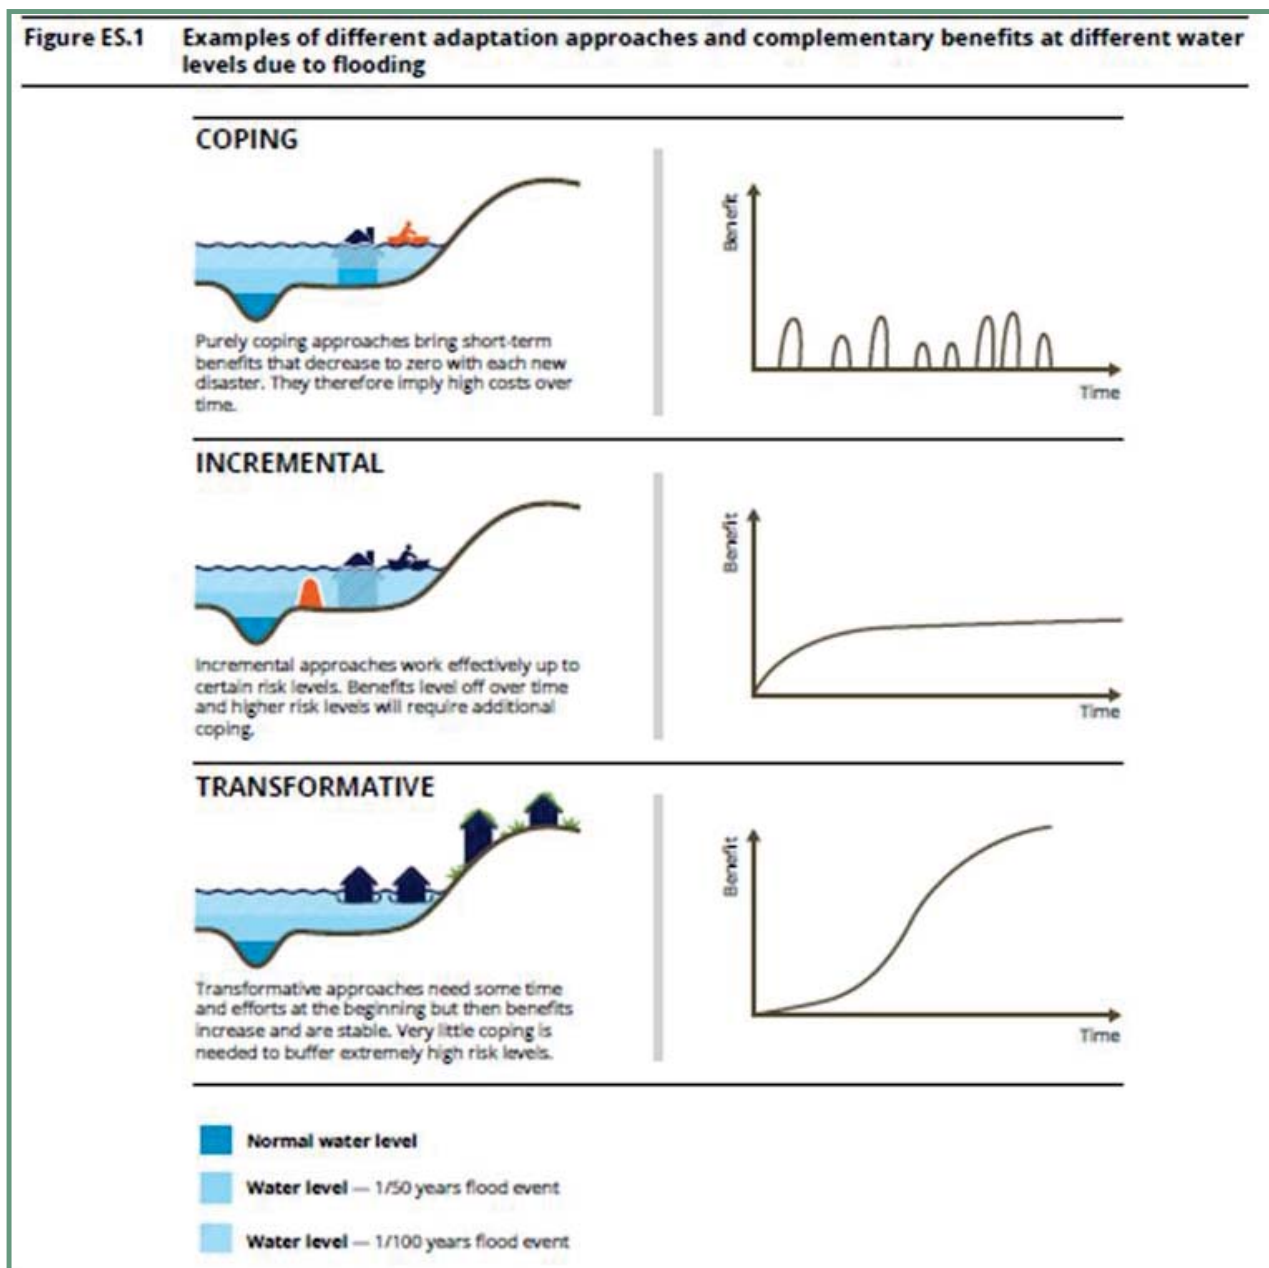 Figure ES.1 Examples of different adaptation approaches and complementary benefits at different water
levels due to flooding
COPING
Purely coping approaches bring short-term
benefits that decrease to zero with each new
disaster. They therefore imply high costs over
time.
Benefit
Time
INCREMENTAL
Incremental approaches work effectively up to
certain risk levels. Benefits level off over time
and higher risk levels will require additional
coping,
Benefit
Time
TRANSFORMATIVE
Transformative approaches need some time
and efforts at the beginning but then benefits
increase and are stable. Very little coping is
needed to buffer extremely high risk levels.
Benefit
Time
Normal water level
Water level — 1/50 years flood event
Water level — 1/100 years flood event